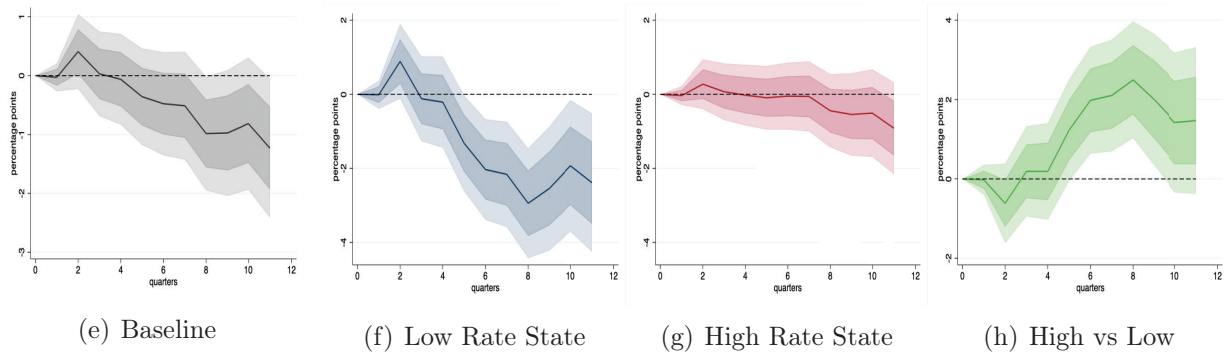 percentage points
1
0
-1
-2
-3
0 2 4 6 8 10 12
quarters
(e) Baseline
percentage points
2
0
-2
-4
0 2 4 6 8 10 12
quarters
(f) Low Rate State
percentage points
2
0
-2
-4
0 2 4 6 8 10 12
quarters
(g) High Rate State
percentage points
4
2
0
-2
0 2 4 6 8 10 12
quarters
(h) High vs Low